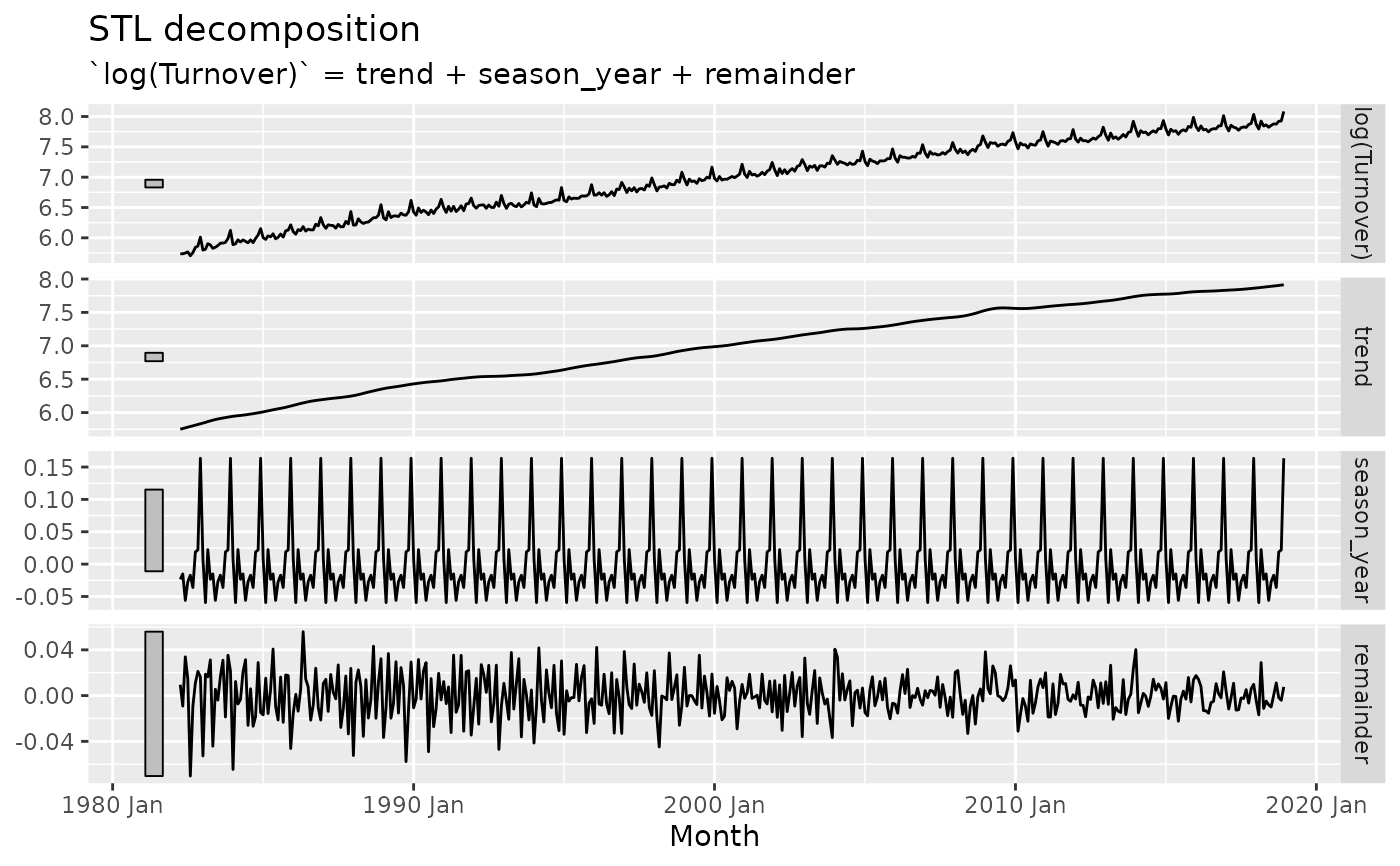 STL decomposition
`log(Turnover)` = trend + season_year + remainder
8.0
7.5
7.0
6.5
6.0
log(Turnover)
8.0
7.5
7.0
6.5
6.0
trend
0.15
0.10
0.05
0.00
-0.05
season_year
0.04
0.00
-0.04
remainder
1980 Jan
1990 Jan
2000 Jan
2010 Jan
2020 Jan
Month